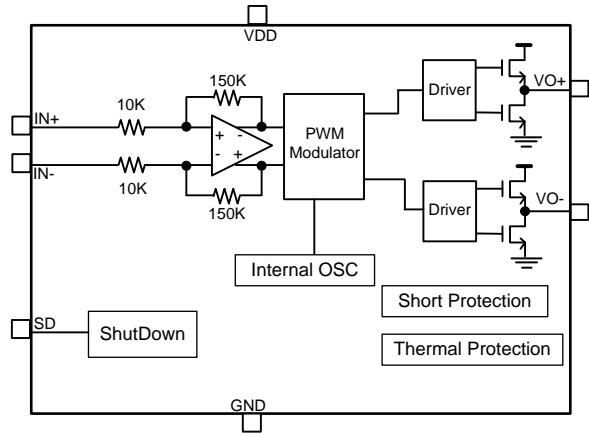 VDD
150K
IN+
10K
+ -
- +
IN-
10K
150K
PWM
Modulator
Driver
VO+
Driver
VO-
Internal OSC
Short Protection
SD
ShutDown
Thermal Protection
GND